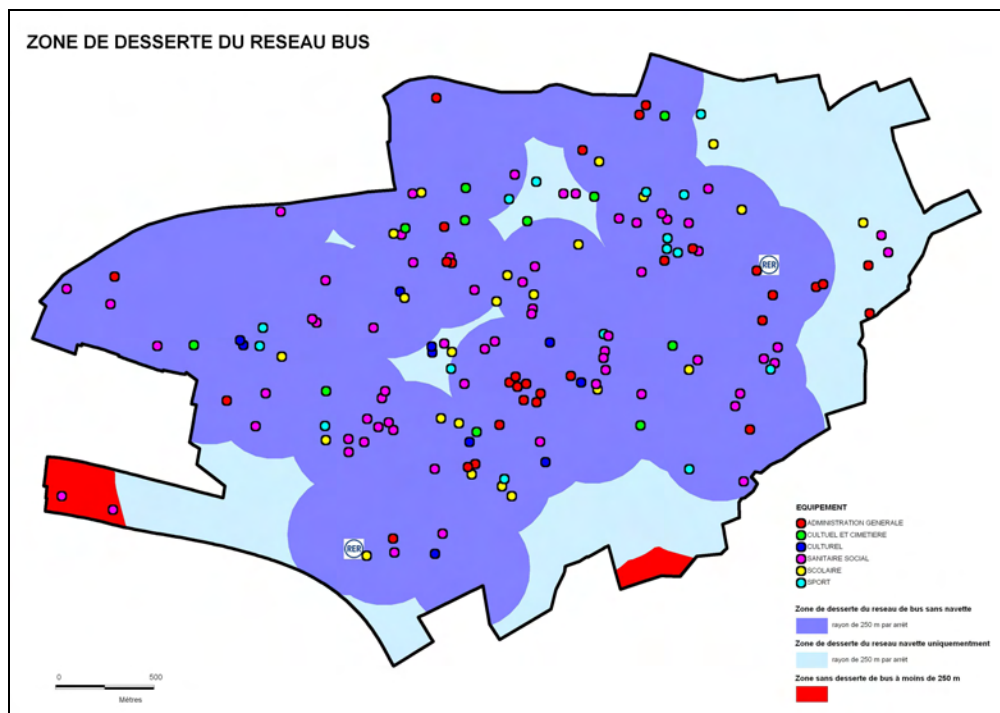 ZONE DE DESSERTE DU RESEAU BUS
RER
RER
EQUIPEMENT
ADMINISTRATION GENERALE
CULTUEL ET CIMETIERE
CULTUREL
SANITAIRE SOCIAL
SCOLAIRE
SPORT
Zone de desserte du reseau de bus sans navette
rayon de 250 m par arrêt
Zone de desserte du reseau navette uniquementment
rayon de 250 m par arrêt
Zone sans desserte de bus à moins de 250 m
0 500
Mètres